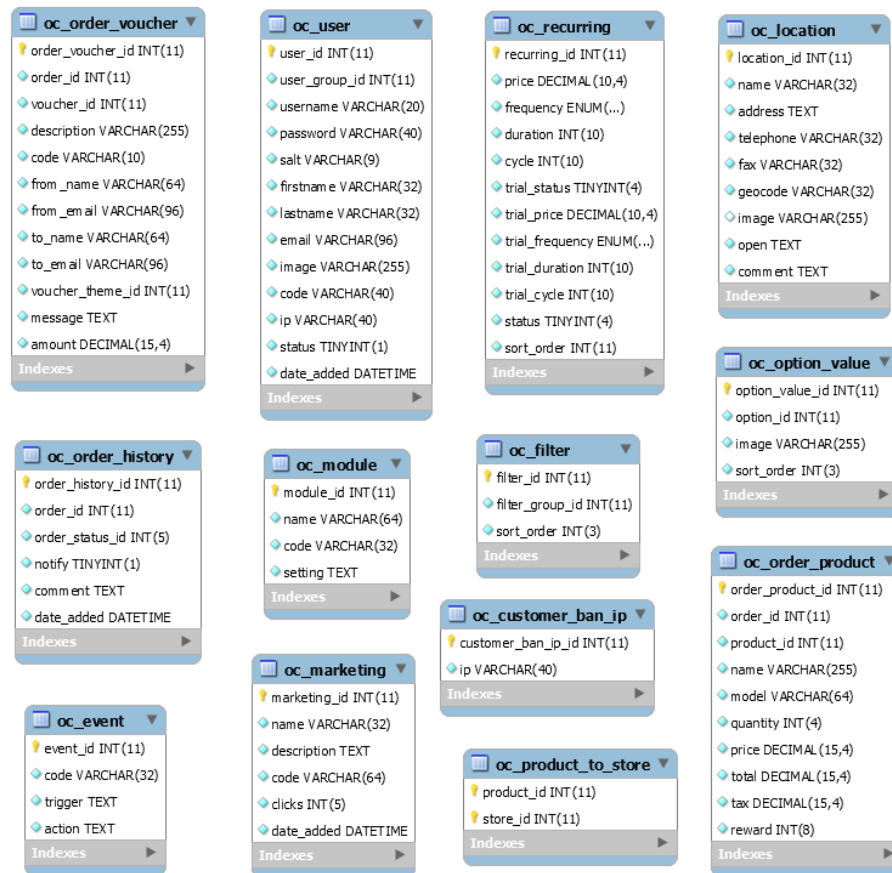 oc_order_voucher
order_voucher_id INT(11)
order_id INT(11)
voucher_id INT(11)
description VARCHAR(255)
code VARCHAR(10)
from_name VARCHAR(64)
from_email VARCHAR(96)
to_name VARCHAR(64)
to_email VARCHAR(96)
voucher_theme_id INT(11)
message TEXT
amount DECIMAL(15,4)
Indexes
oc_user
user_id INT(11)
user_group_id INT(11)
username VARCHAR(20)
password VARCHAR(40)
salt VARCHAR(9)
firstname VARCHAR(32)
lastname VARCHAR(32)
email VARCHAR(96)
image VARCHAR(255)
code VARCHAR(40)
ip VARCHAR(40)
status TINYINT(1)
date_added DATETIME
Indexes
oc_recurring
recurring_id INT(11)
price DECIMAL(10,4)
frequency ENUM(...)
duration INT(10)
cycle INT(10)
trial_status TINYINT(4)
trial_price DECIMAL(10,4)
trial_frequency ENUM(...)
trial_duration INT(10)
trial_cycle INT(10)
status TINYINT(4)
sort_order INT(11)
Indexes
oc_location
location_id INT(11)
name VARCHAR(32)
address TEXT
telephone VARCHAR(32)
fax VARCHAR(32)
geocode VARCHAR(32)
image VARCHAR(255)
open TEXT
comment TEXT
Indexes
oc_option_value
option_value_id INT(11)
option_id INT(11)
image VARCHAR(255)
sort_order INT(3)
Indexes
oc_order_history
order_history_id INT(11)
order_id INT(11)
order_status_id INT(5)
notify TINYINT(1)
comment TEXT
date_added DATETIME
Indexes
oc_module
module_id INT(11)
name VARCHAR(64)
code VARCHAR(32)
setting TEXT
Indexes
oc_filter
filter_id INT(11)
filter_group_id INT(11)
sort_order INT(3)
Indexes
oc_customer_ban_ip
customer_ban_ip_id INT(11)
ip VARCHAR(40)
Indexes
oc_order_product
order_product_id INT(11)
order_id INT(11)
product_id INT(11)
name VARCHAR(255)
model VARCHAR(64)
quantity INT(4)
price DECIMAL(15,4)
total DECIMAL(15,4)
tax DECIMAL(15,4)
reward INT(8)
Indexes
oc_event
event_id INT(11)
code VARCHAR(32)
trigger TEXT
action TEXT
Indexes
oc_marketing
marketing_id INT(11)
name VARCHAR(32)
description TEXT
code VARCHAR(64)
clicks INT(5)
date_added DATETIME
Indexes
oc_product_to_store
product_id INT(11)
store_id INT(11)
Indexes